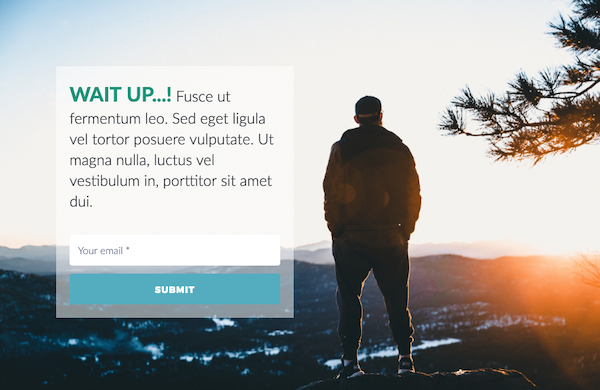 WAIT UP...! Fusce ut
fermentum leo. Sed eget ligula
vel tortor posuere vulputate. Ut
magna nulla, luctus vel
vestibulum in, porttitor sit amet
dui.
Your email *
SUBMIT